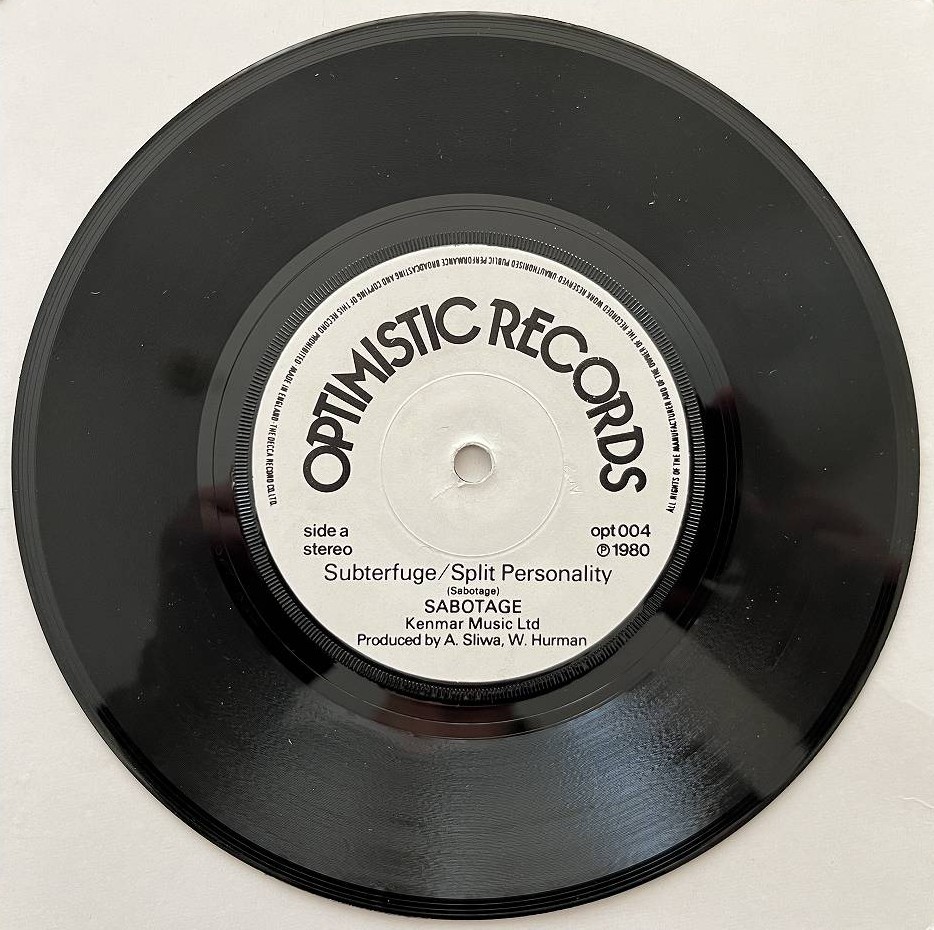 ALL RIGHTS OF THE MANUFACTURER AND OF THE OWNER OF THE RECORDED WORK RESERVED·UNAUTHORISED PUBLIC PERFORMANCE BROADCASTING AND COPYING OF THIS RECORD PROHIBITED·MADE IN ENGLAND·THE DECCA RECORD CO. LTD.
OPTIMISTIC RECORDS
side a opt 004
stereo ℗ 1980
Subterfuge/Split Personality
(Sabotage)
SABOTAGE
Kenmar Music Ltd
Produced by A. Sliwa, W. Hurman